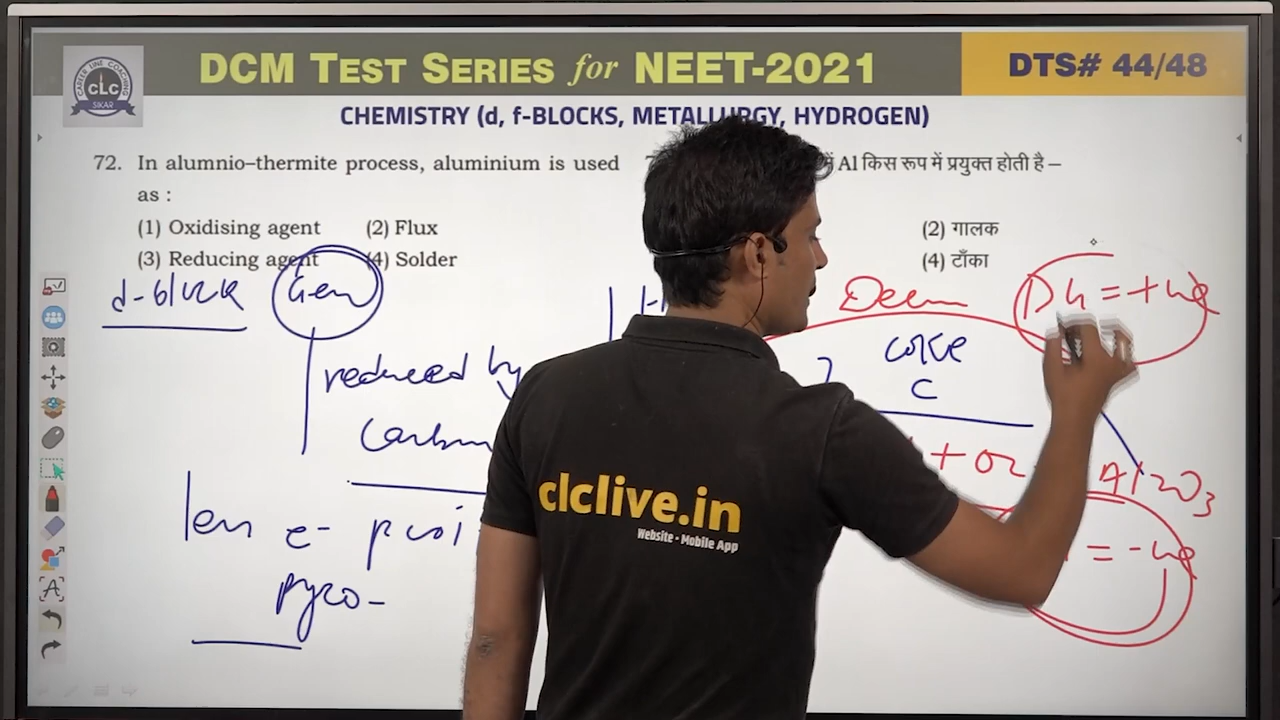 DCM TEST SERIES for NEET-2021
DTS# 44/48
CAREER LINE COACHING
CLC
SIKAR
CHEMISTRY (d, f-BLOCKS, METALLURGY, HYDROGEN)
72. In alumnio–thermite process, aluminium is used
as :
(1) Oxidising agent (2) Flux
(3) Reducing agent (4) Solder
Al किस रूप में प्रयुक्त होती है –
(2) गालक
(4) टाँका
d-block Gen
reduced by
Carbon
less e- posi
pyro-
coke
C
+ O2
Al2O3
= -ve
= +ve
clclive.in
Website • Mobile App